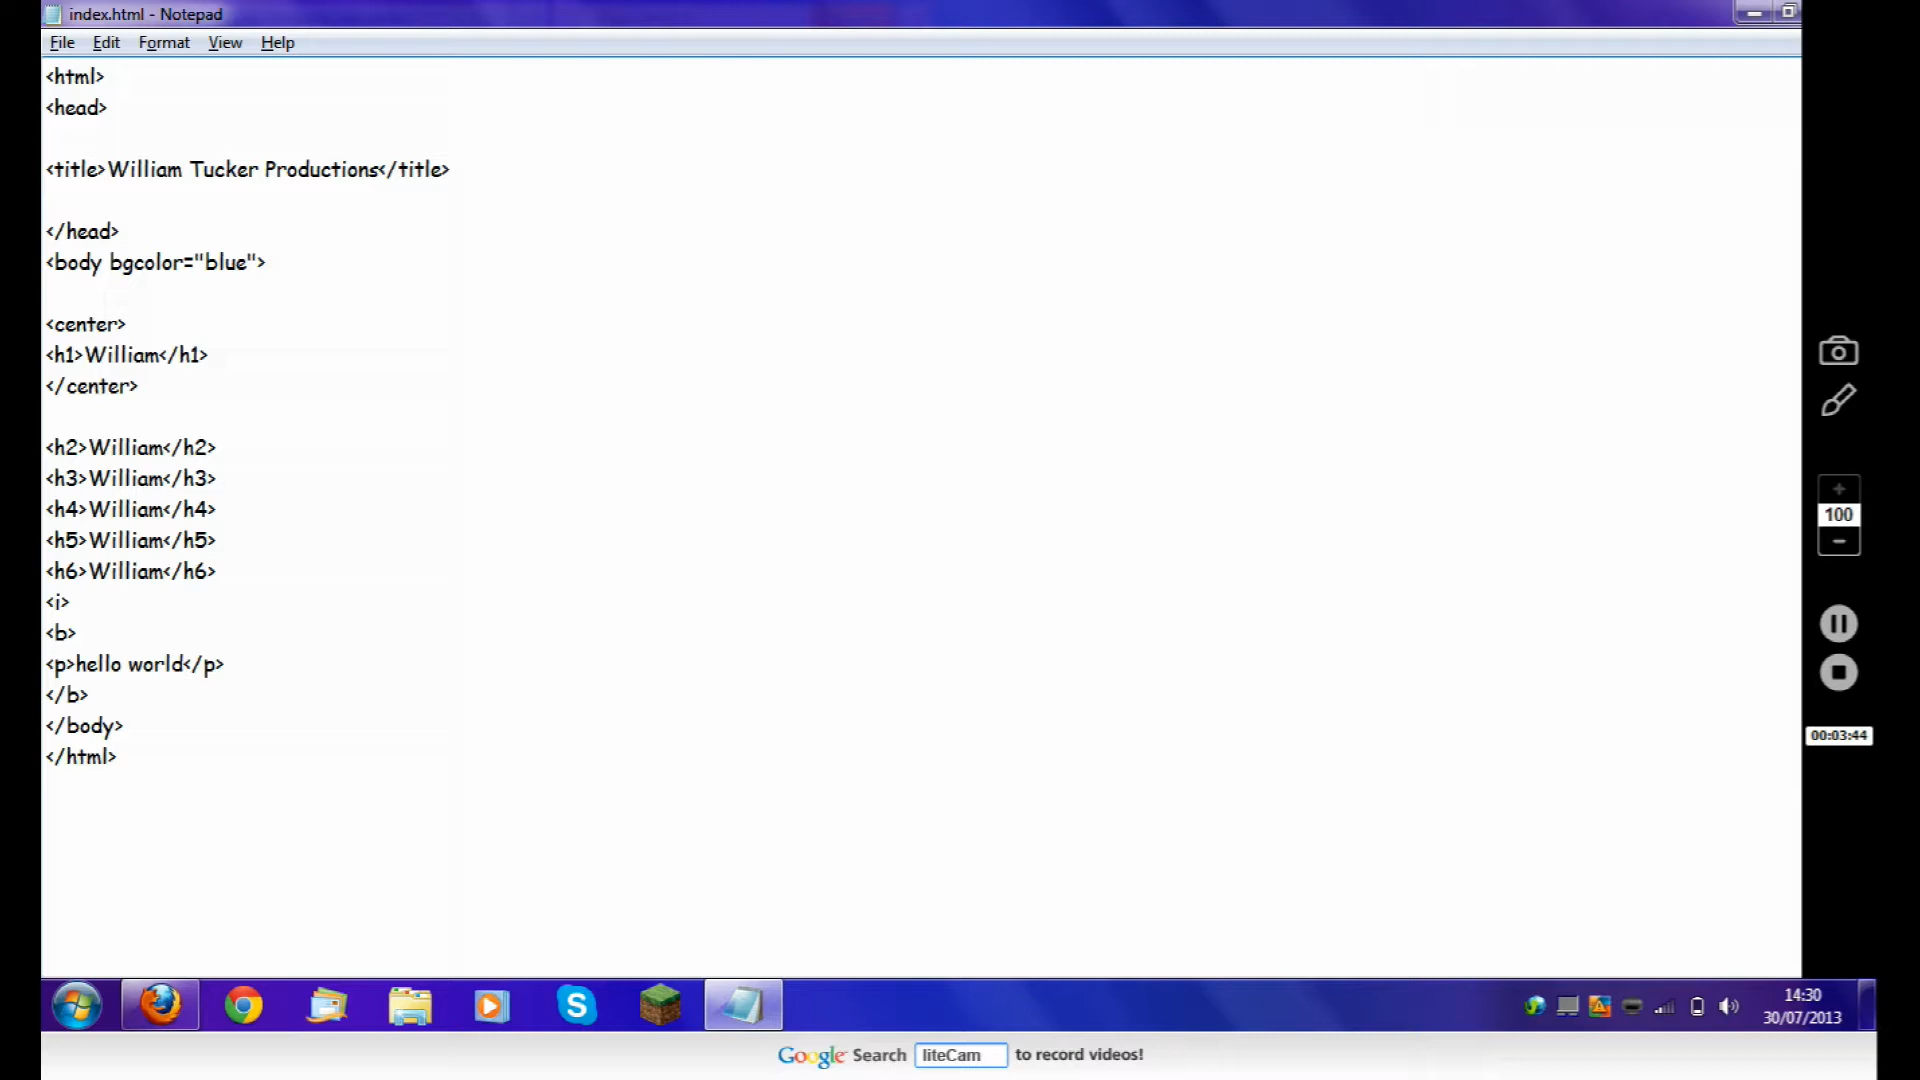 index.html - Notepad
File Edit Format View Help
<html>
<head>
<title>William Tucker Productions</title>
</head>
<body bgcolor="blue">
<center>
<h1>William</h1>
</center>
<h2>William</h2>
<h3>William</h3>
<h4>William</h4>
<h5>William</h5>
<h6>William</h6>
<i>
<b>
<p>hello world</p>
</b>
</body>
</html>
+
100
-
00:03:44
S
14:30
30/07/2013
Google Search liteCam to record videos!